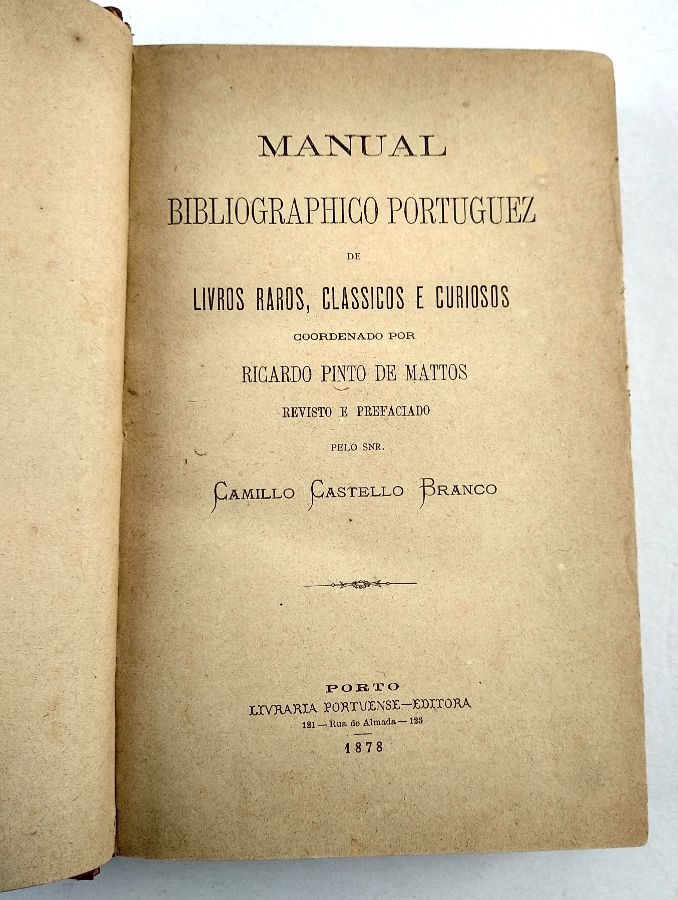 MANUAL
BIBLIOGRAPHICO PORTUGUEZ
DE
LIVROS RAROS, CLASSICOS E CURIOSOS
COORDENADO POR
RICARDO PINTO DE MATTOS
REVISTO E PREFACIADO
PELO SNR.
CAMILLO CASTELLO BRANCO
PORTO
LIVRARIA PORTUENSE—EDITORA
121 — Rua de Almada — 123
1878